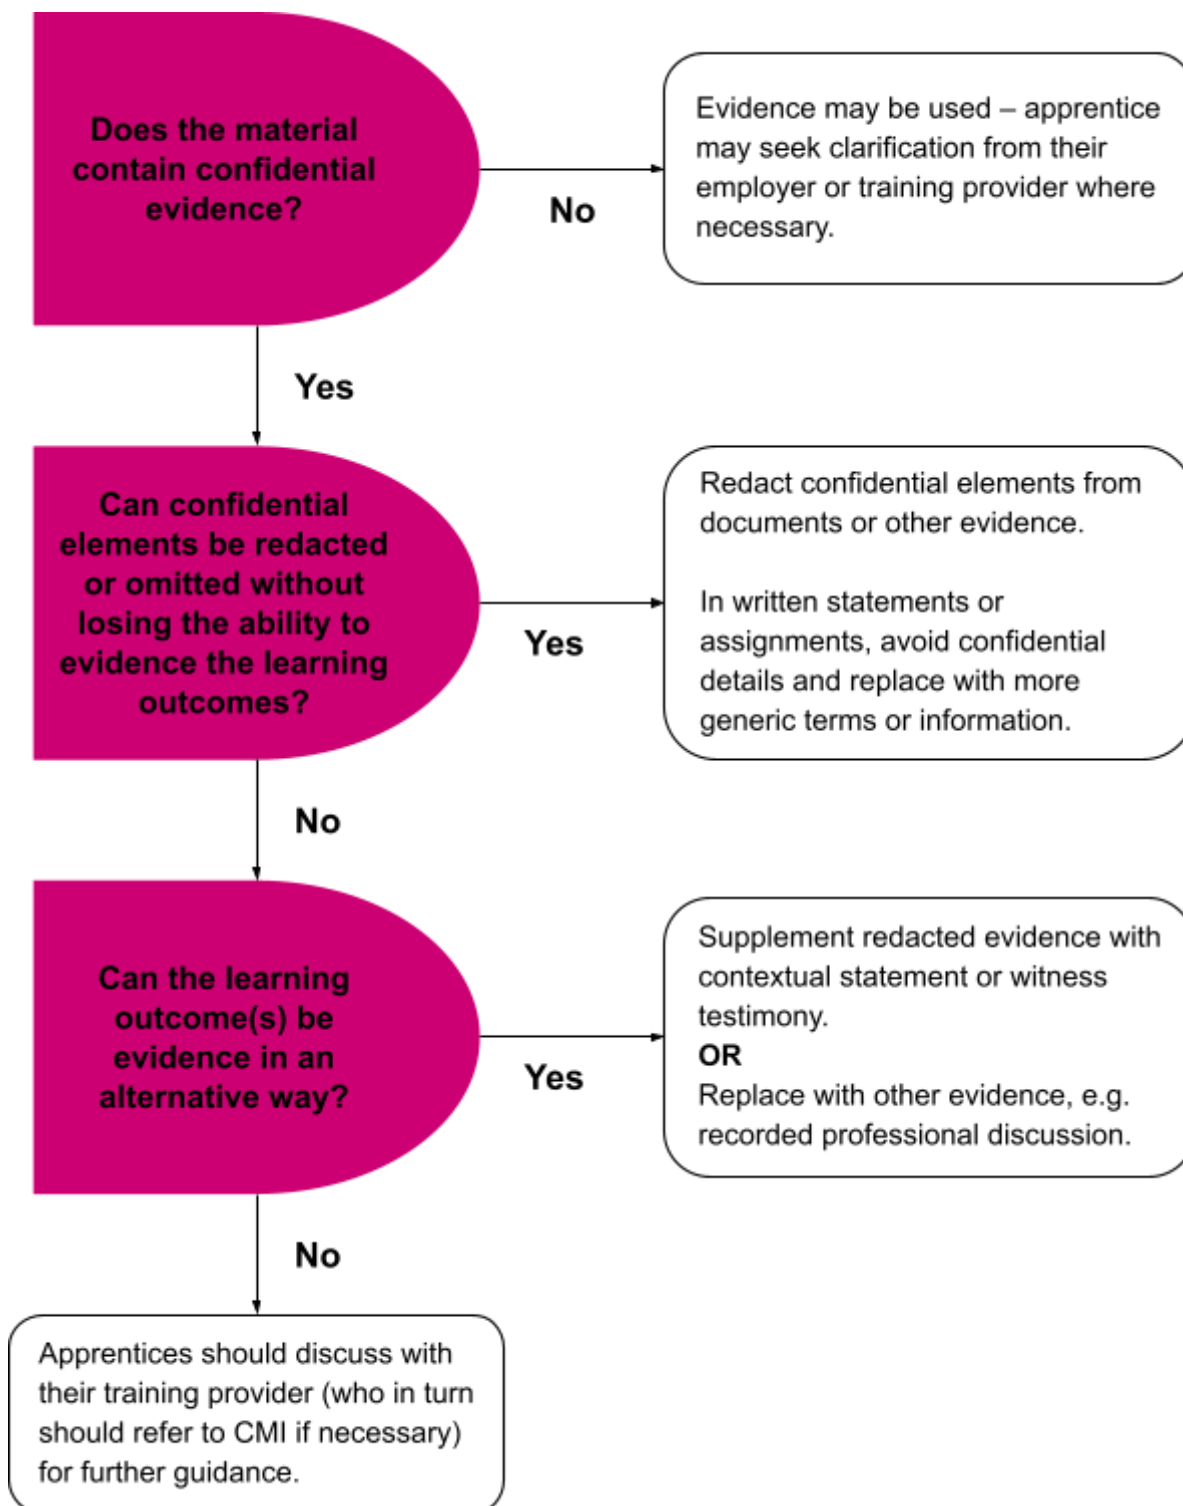 Does the material
contain confidential
evidence?
No
Evidence may be used – apprentice
may seek clarification from their
employer or training provider where
necessary.
Yes
Can confidential
elements be redacted
or omitted without
losing the ability to
evidence the learning
outcomes?
Yes
Redact confidential elements from
documents or other evidence.
In written statements or
assignments, avoid confidential
details and replace with more
generic terms or information.
No
Can the learning
outcome(s) be
evidence in an
alternative way?
Yes
Supplement redacted evidence with
contextual statement or witness
testimony.
OR
Replace with other evidence, e.g.
recorded professional discussion.
No
Apprentices should discuss with
their training provider (who in turn
should refer to CMI if necessary)
for further guidance.